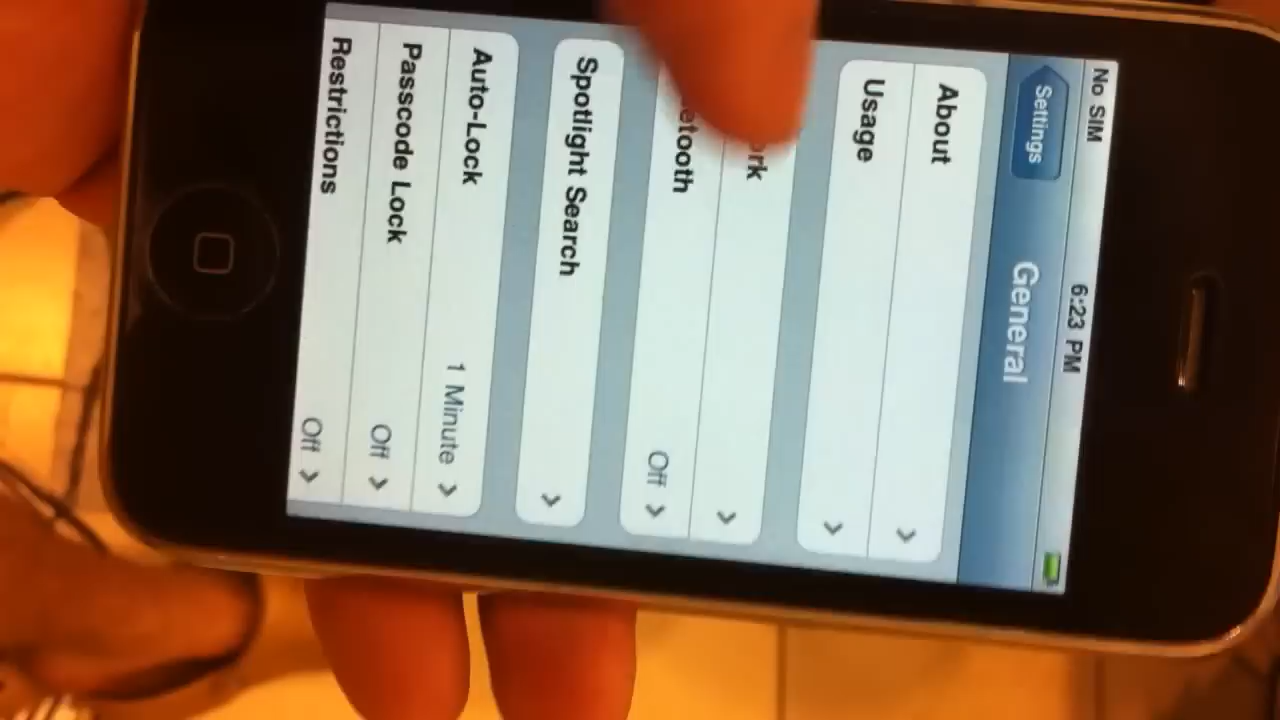 No SIM 6:23 PM
Settings General
About
Usage
rk
etooth Off
Spotlight Search
Auto-Lock 1 Minute
Passcode Lock Off
Restrictions Off